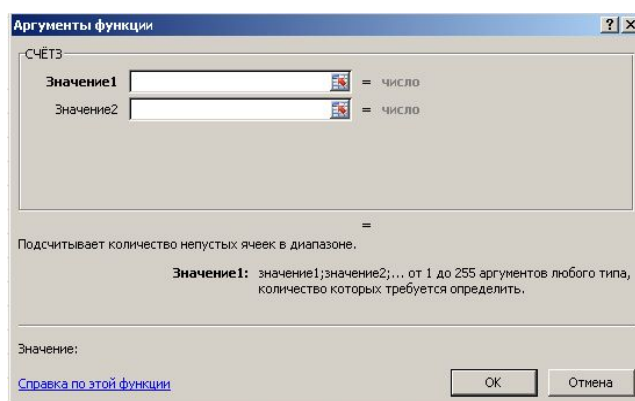 Аргументы функции
СЧЁТЗ
Значение1 = число
Значение2 = число
=
Подсчитывает количество непустых ячеек в диапазоне.
Значение1: значение1;значение2;... от 1 до 255 аргументов любого типа,
количество которых требуется определить.
Значение:
Справка по этой функции ОК Отмена